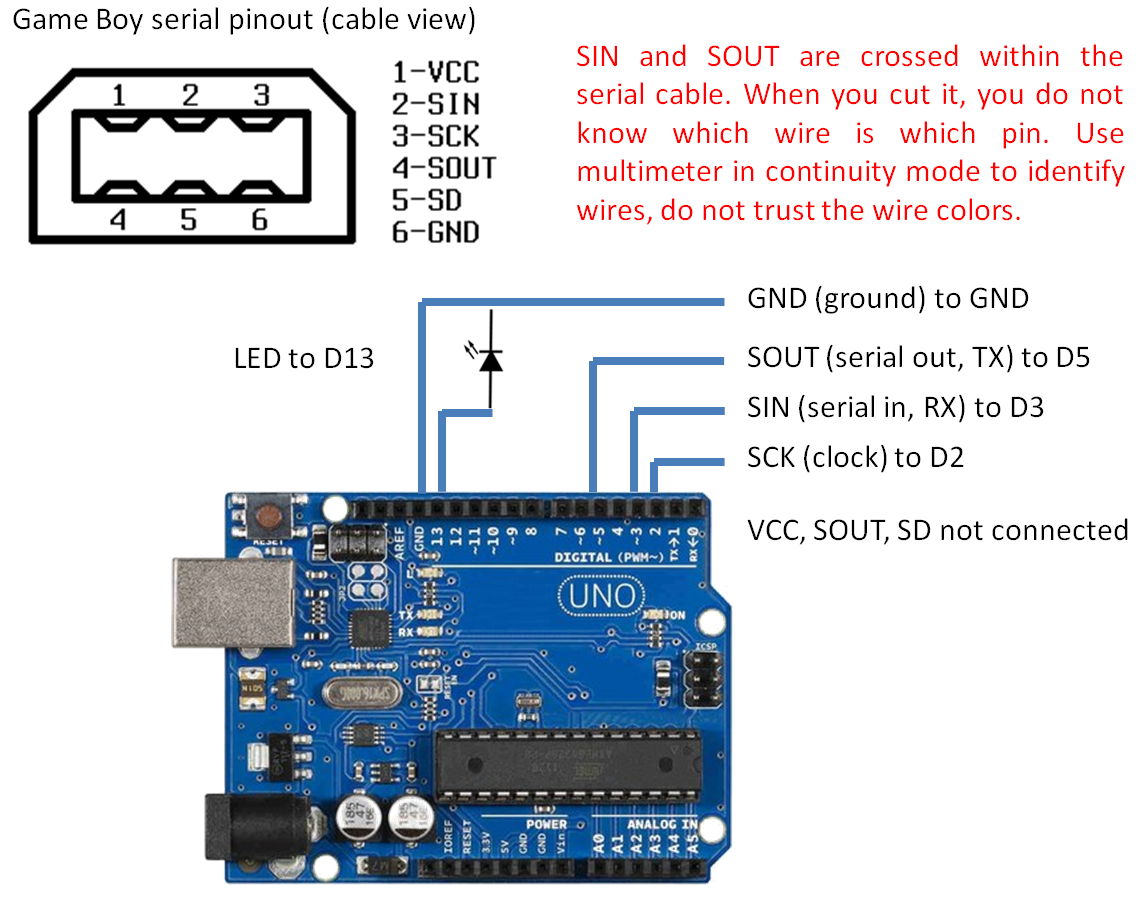 Game Boy serial pinout (cable view)
1-VCC
2-SIN
3-SCK
4-SOUT
5-SD
6-GND
1 2 3
4 5 6
SIN and SOUT are crossed within the
serial cable. When you cut it, you do not
know which wire is which pin. Use
multimeter in continuity mode to identify
wires, do not trust the wire colors.
GND (ground) to GND
LED to D13
SOUT (serial out, TX) to D5
SIN (serial in, RX) to D3
SCK (clock) to D2
VCC, SOUT, SD not connected
RESET
AREF
GND
13
12
~11
~10
~9
8
7
~6
~5
4
~3
2
TX→1
RX←0
DIGITAL (PWM~)
UNO
TX
RX
ON
ICSP
185
47
16E
185
47
16E
POWER
ANALOG IN
IOREF
RESET
3.3V
5V
GND
GND
Vin
A0
A1
A2
A3
A4
A5